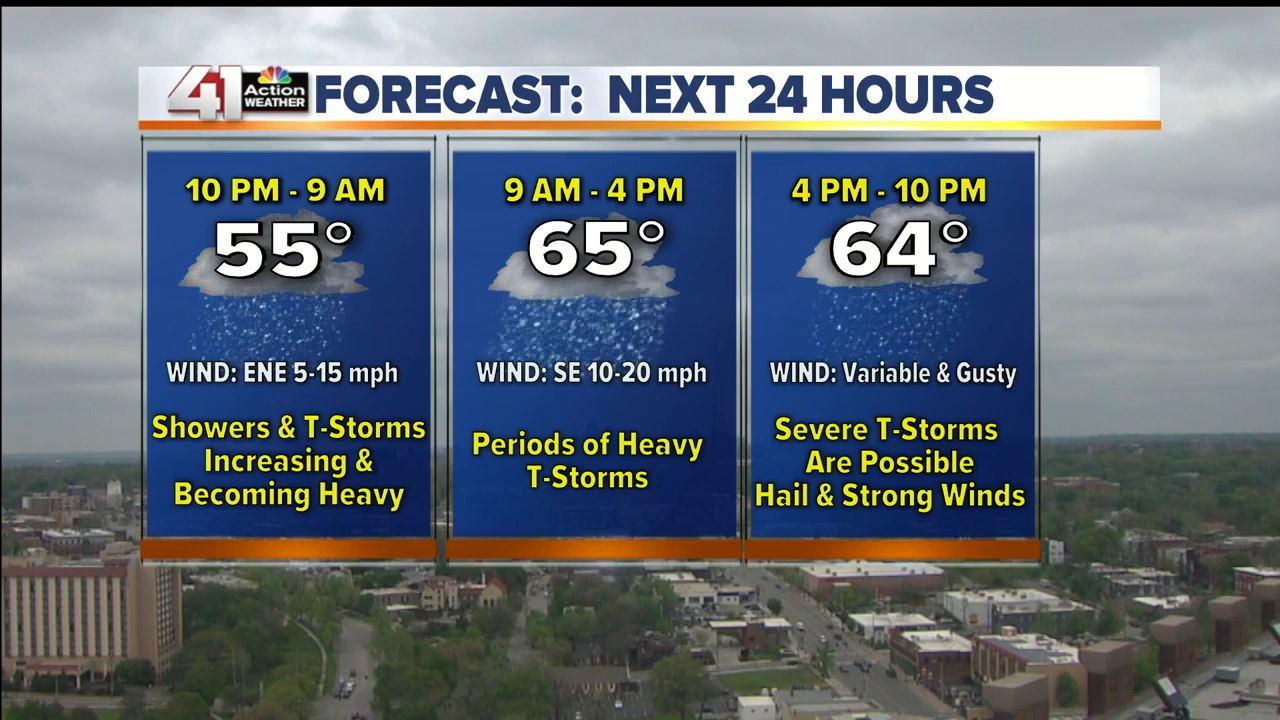 41 Action WEATHER FORECAST: NEXT 24 HOURS
10 PM - 9 AM
55°
WIND: ENE 5-15 mph
Showers & T-Storms
Increasing &
Becoming Heavy
9 AM - 4 PM
65°
WIND: SE 10-20 mph
Periods of Heavy
T-Storms
4 PM - 10 PM
64°
WIND: Variable & Gusty
Severe T-Storms
Are Possible
Hail & Strong Winds